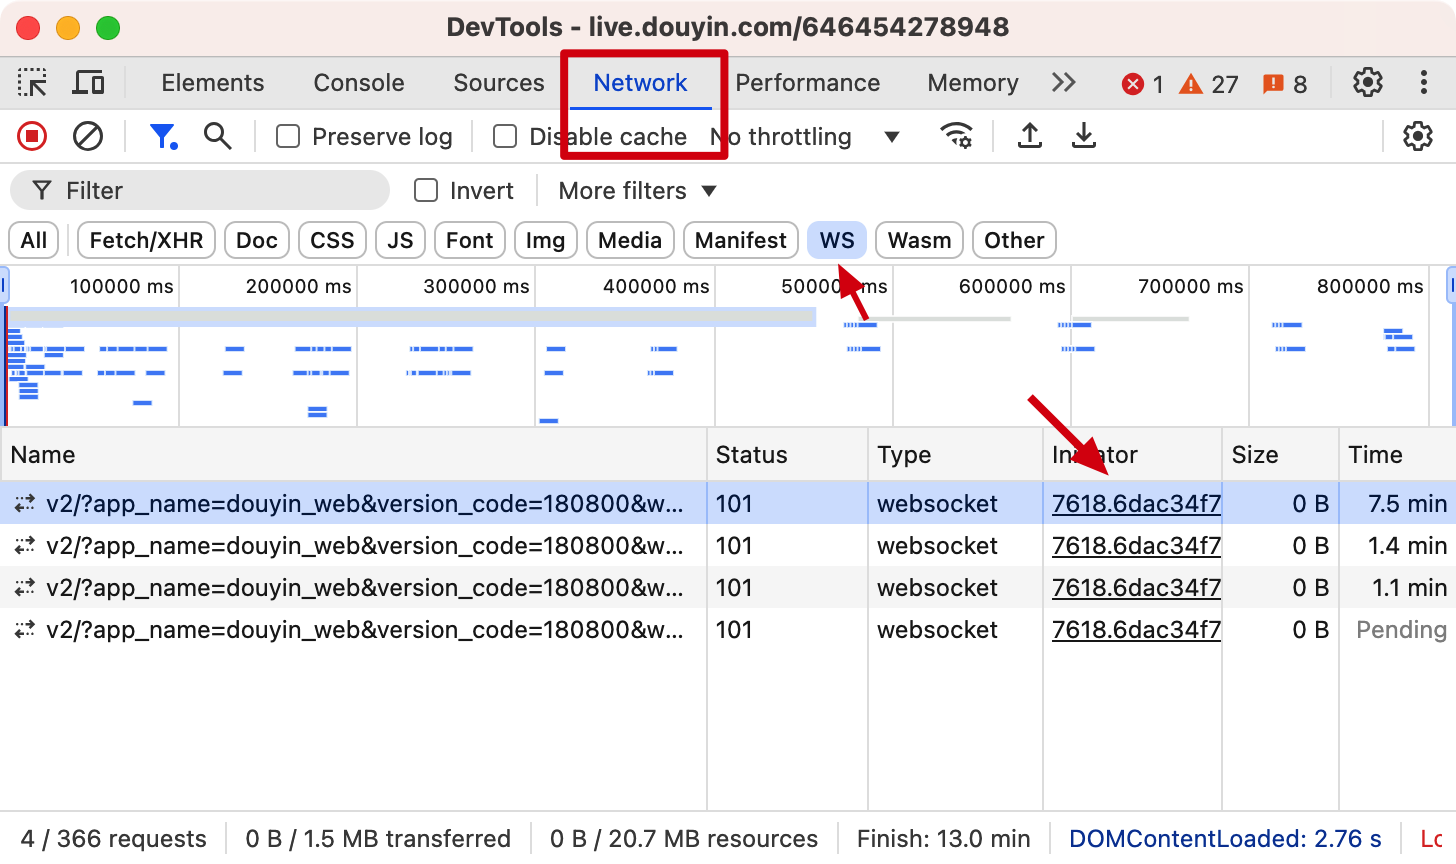 DevTools - live.douyin.com/646454278948
Elements Console Sources Network Performance Memory 1 27 8
Preserve log Disable cache No throttling
Filter Invert More filters
All Fetch/XHR Doc CSS JS Font Img Media Manifest WS Wasm Other
100000 ms 200000 ms 300000 ms 400000 ms 500000 ms 600000 ms 700000 ms 800000 ms
Name Status Type Initiator Size Time
v2/?app_name=douyin_web&version_code=180800&w... 101 websocket 7618.6dac34f7 0 B 7.5 min
v2/?app_name=douyin_web&version_code=180800&w... 101 websocket 7618.6dac34f7 0 B 1.4 min
v2/?app_name=douyin_web&version_code=180800&w... 101 websocket 7618.6dac34f7 0 B 1.1 min
v2/?app_name=douyin_web&version_code=180800&w... 101 websocket 7618.6dac34f7 0 B Pending
4 / 366 requests 0 B / 1.5 MB transferred 0 B / 20.7 MB resources Finish: 13.0 min DOMContentLoaded: 2.76 s